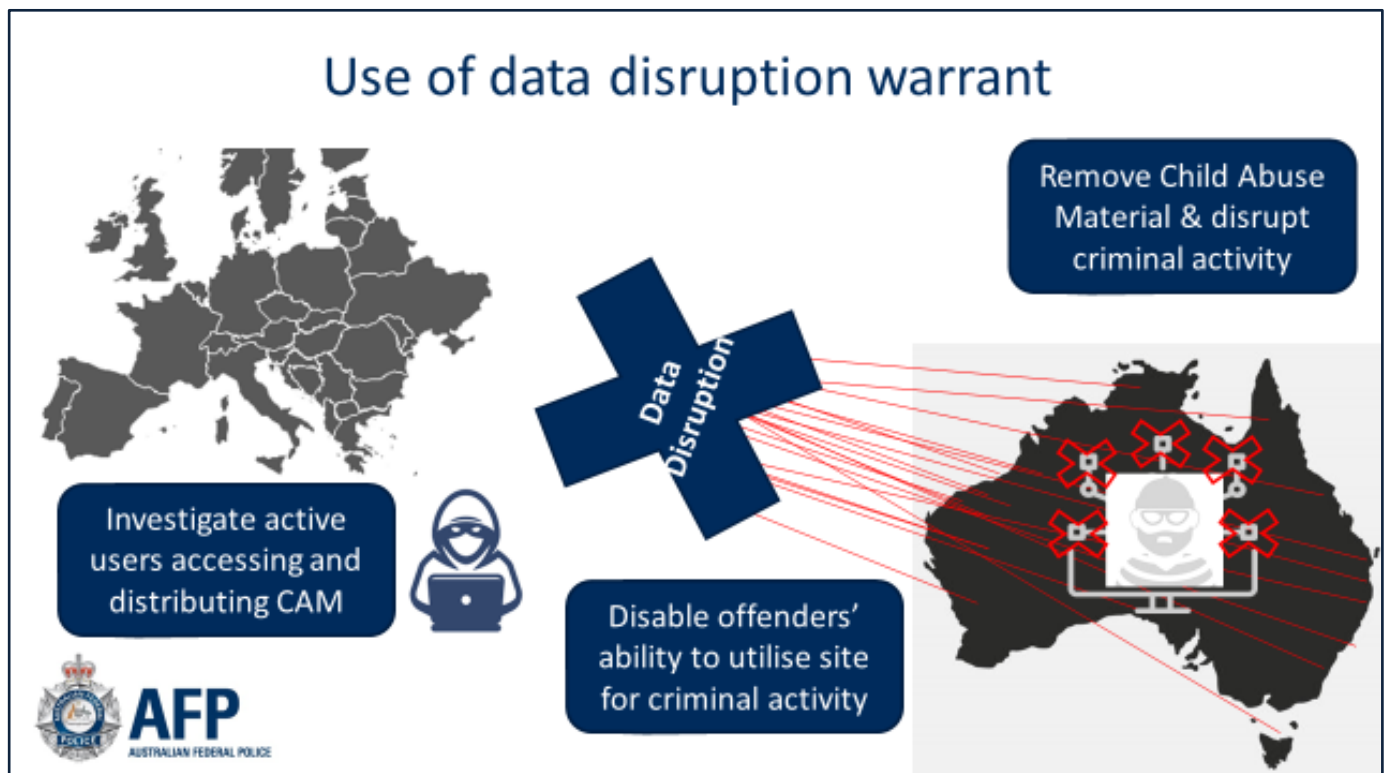 Use of data disruption warrant
Remove Child Abuse
Material & disrupt
criminal activity
Data
Disruption
Investigate active
users accessing and
distributing CAM
Disable offenders’
ability to utilise site
for criminal activity
AFP
AUSTRALIAN FEDERAL POLICE
POLICE